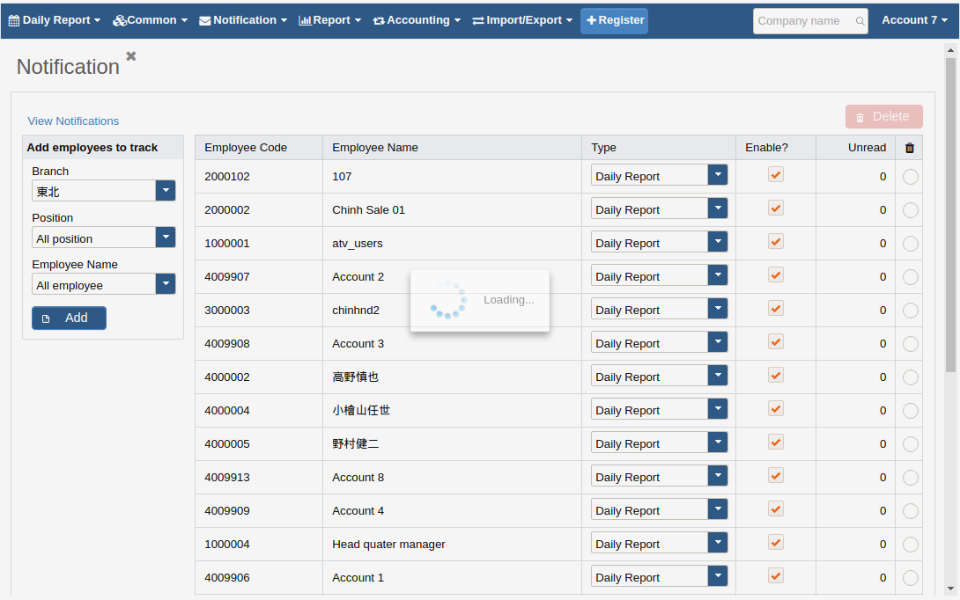 Daily Report Common Notification Report Accounting Import/Export Register Company name Account 7
Notification
View Notifications
Delete
Add employees to track
Branch
東北
Position
All position
Employee Name
All employee
Add
Employee Code Employee Name Type Enable? Unread
2000102 107 Daily Report 0
2000002 Chinh Sale 01 Daily Report 0
1000001 atv_users Daily Report 0
4009907 Account 2 Daily Report 0
3000003 chinhnd2 Daily Report 0
4009908 Account 3 Daily Report 0
4000002 高野慎也 Daily Report 0
4000004 小檜山任世 Daily Report 0
4000005 野村健二 Daily Report 0
4009913 Account 8 Daily Report 0
4009909 Account 4 Daily Report 0
1000004 Head quater manager Daily Report 0
4009906 Account 1 Daily Report 0
Loading...